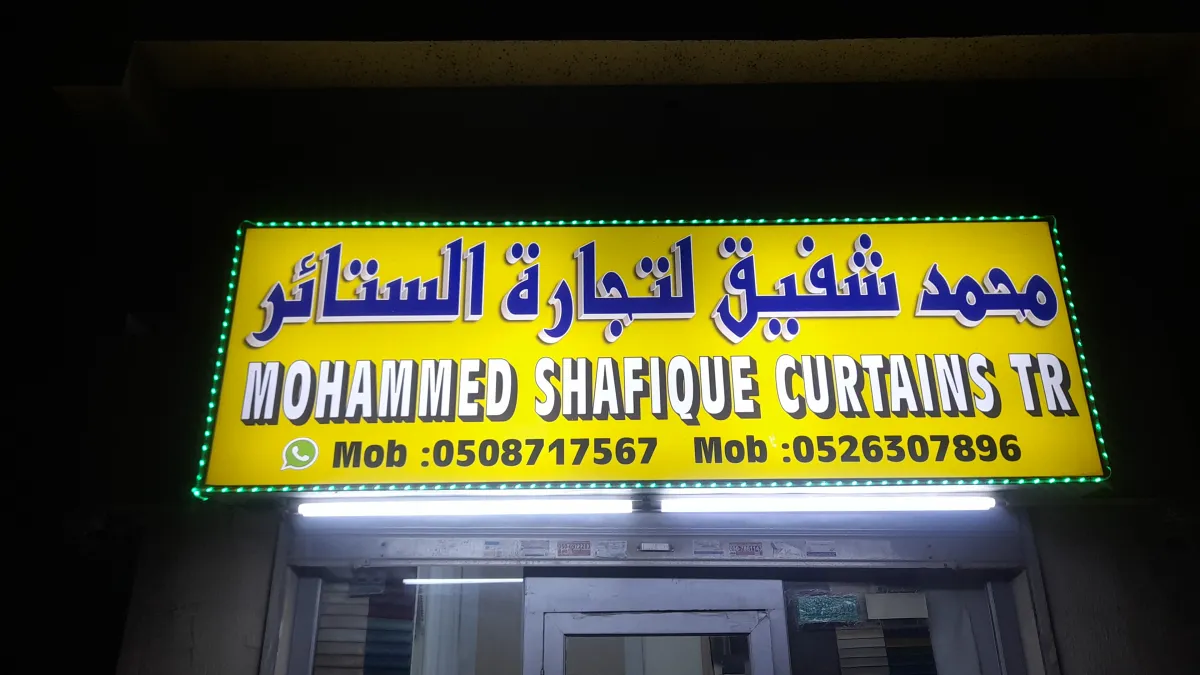 محمد شفيق لتجارة الستائر
MOHAMMED SHAFIQUE CURTAINS TR
Mob :0508717567 Mob :0526307896